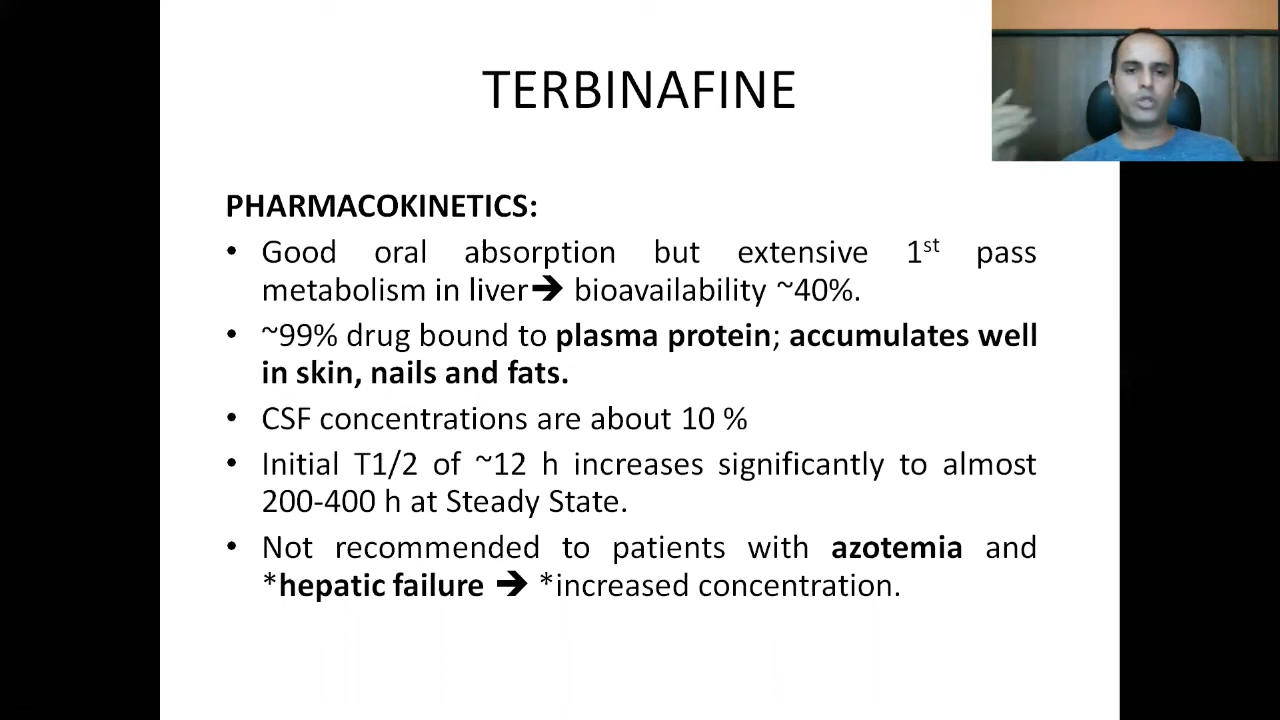 TERBINAFINE
PHARMACOKINETICS:
• Good oral absorption but extensive 1st pass
metabolism in liver➔ bioavailability ~40%.
• ~99% drug bound to plasma protein; accumulates well
in skin, nails and fats.
• CSF concentrations are about 10 %
• Initial T1/2 of ~12 h increases significantly to almost
200-400 h at Steady State.
• Not recommended to patients with azotemia and
*hepatic failure ➔ *increased concentration.